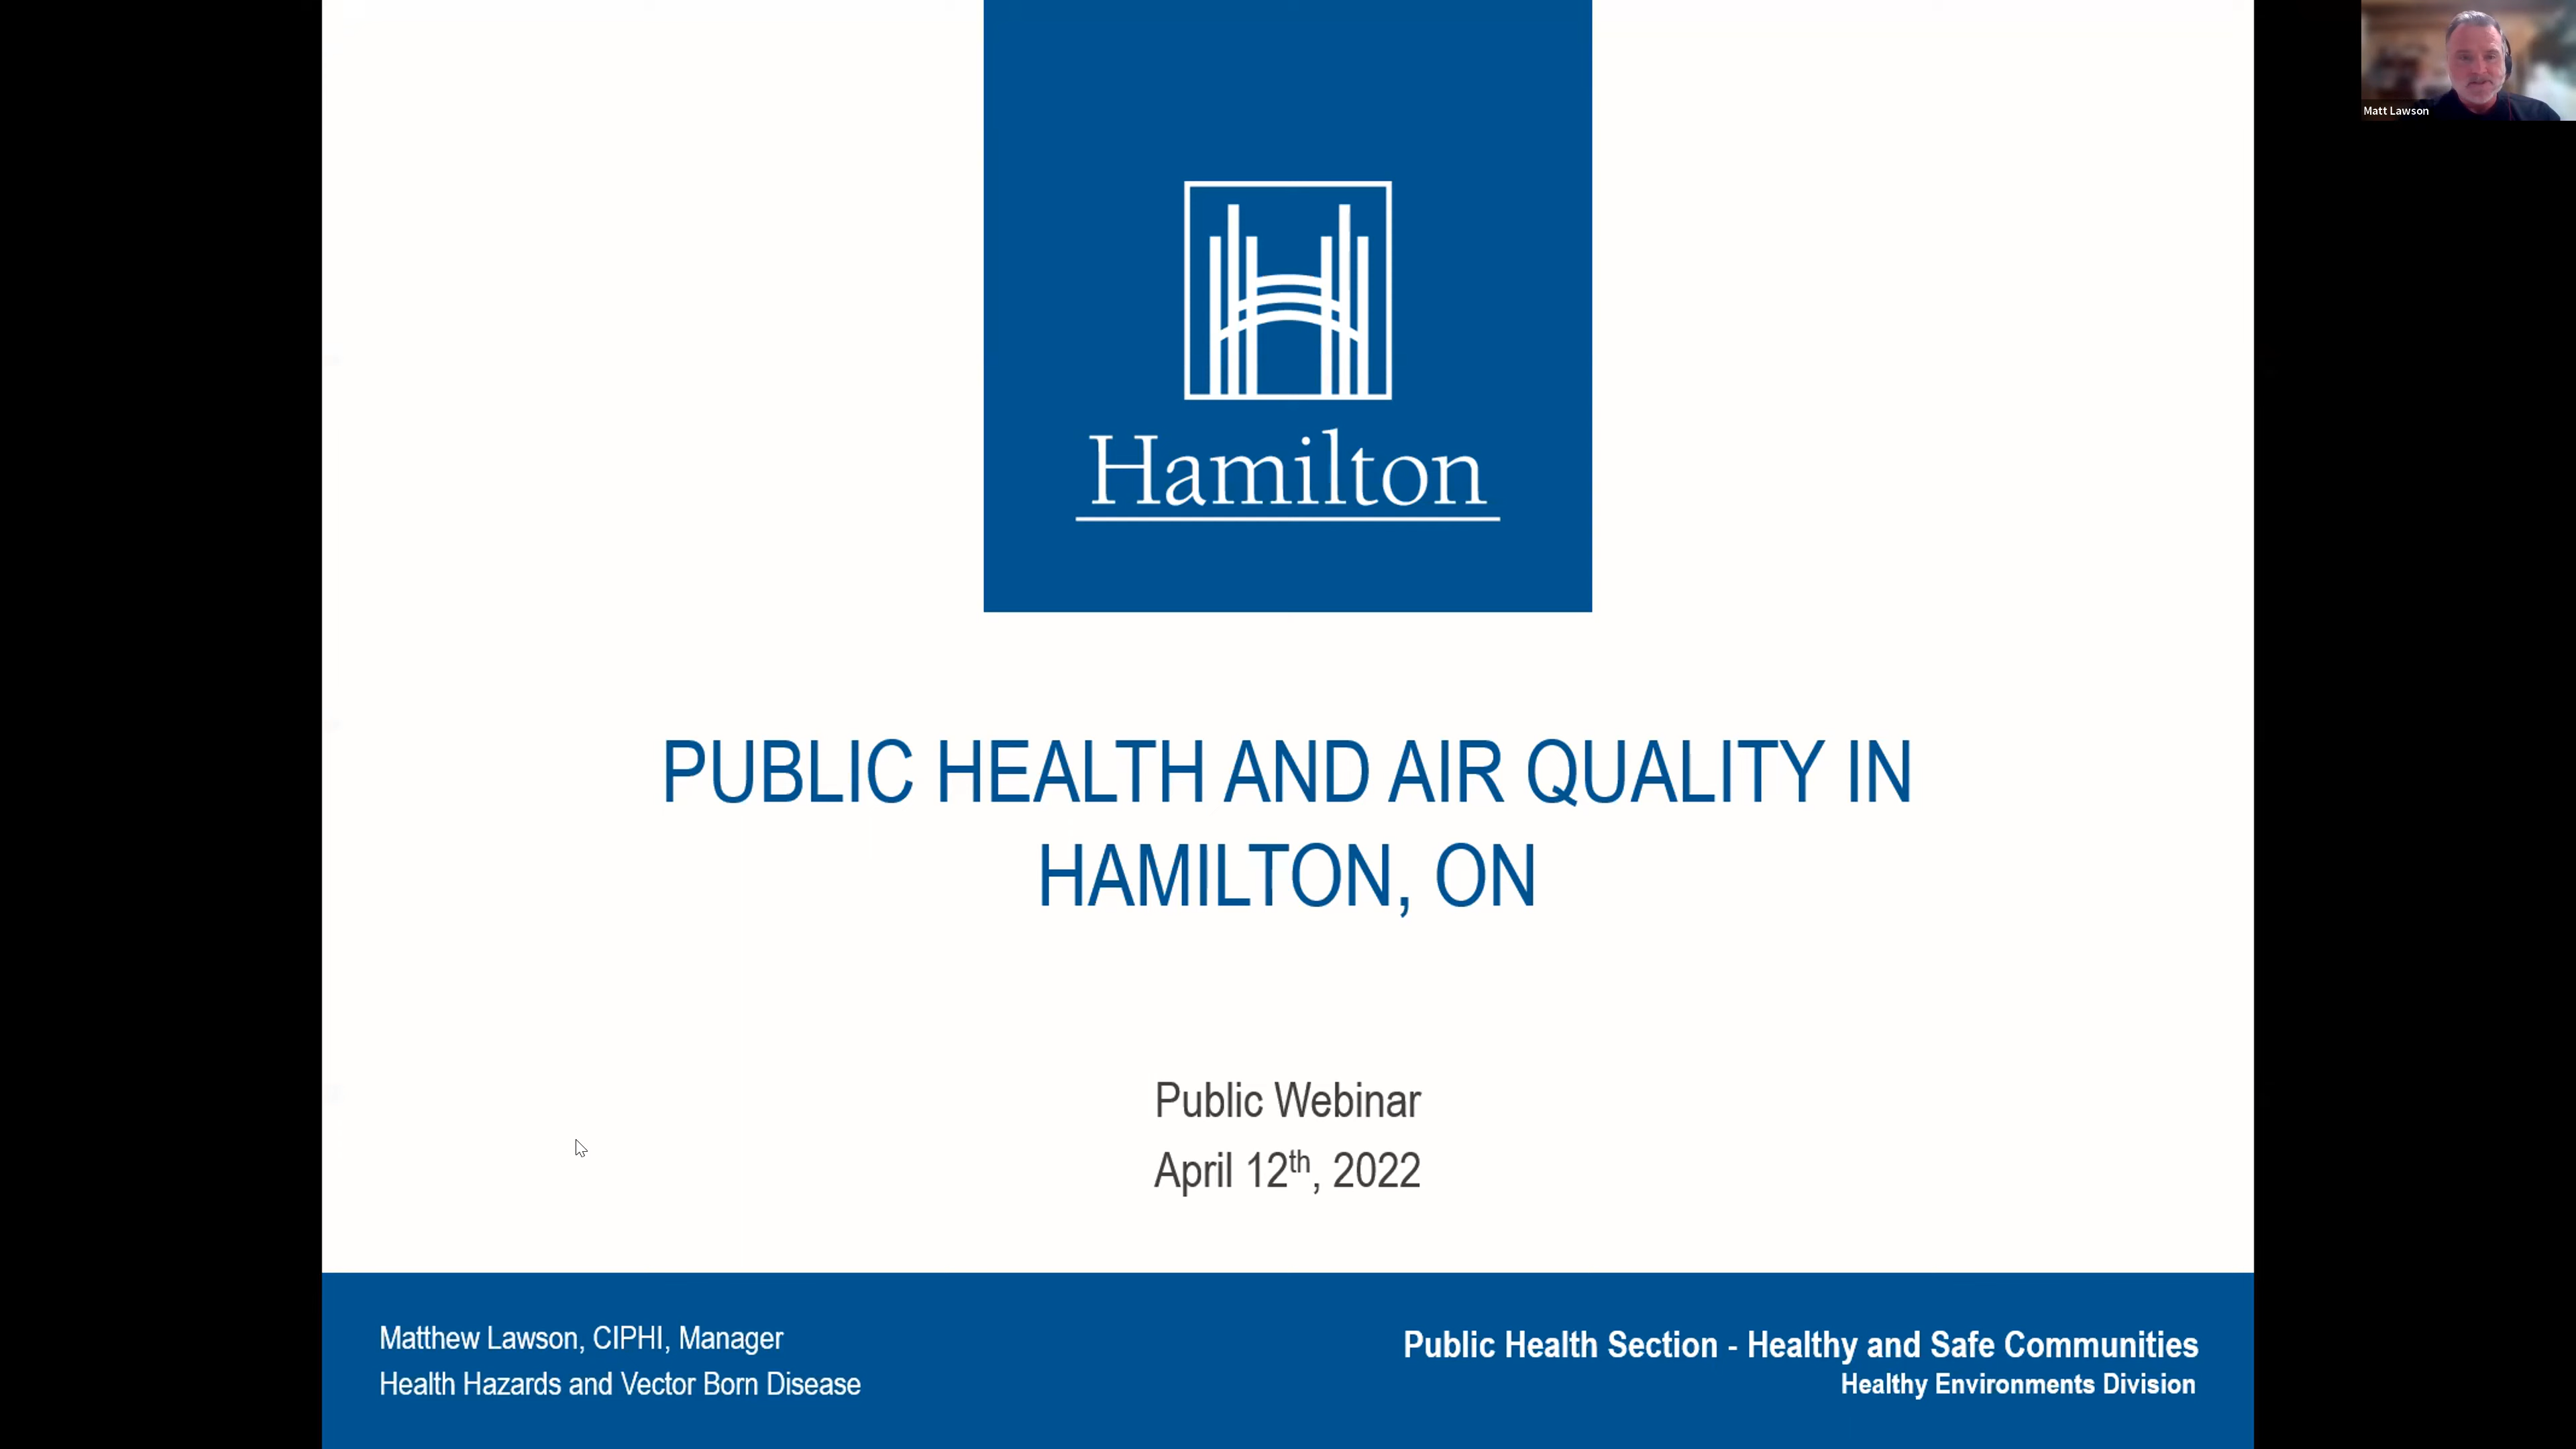 Matt Lawson
Hamilton
PUBLIC HEALTH AND AIR QUALITY IN
HAMILTON, ON
Public Webinar
April 12th, 2022
Matthew Lawson, CIPHI, Manager
Health Hazards and Vector Born Disease
Public Health Section - Healthy and Safe Communities
Healthy Environments Division